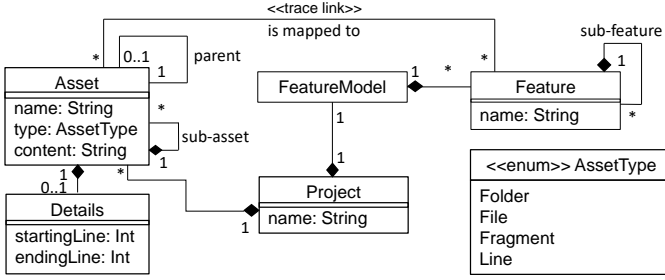 <<trace link>>
is mapped to
sub-feature
*
0..1
parent
1
*
1
Asset
name: String
type: AssetType
content: String
*
sub-asset
1
FeatureModel
1
*
*
Feature
name: String
1
1
1
0..1
*
Details
startingLine: Int
endingLine: Int
1
Project
name: String
<<enum>> AssetType
Folder
File
Fragment
Line